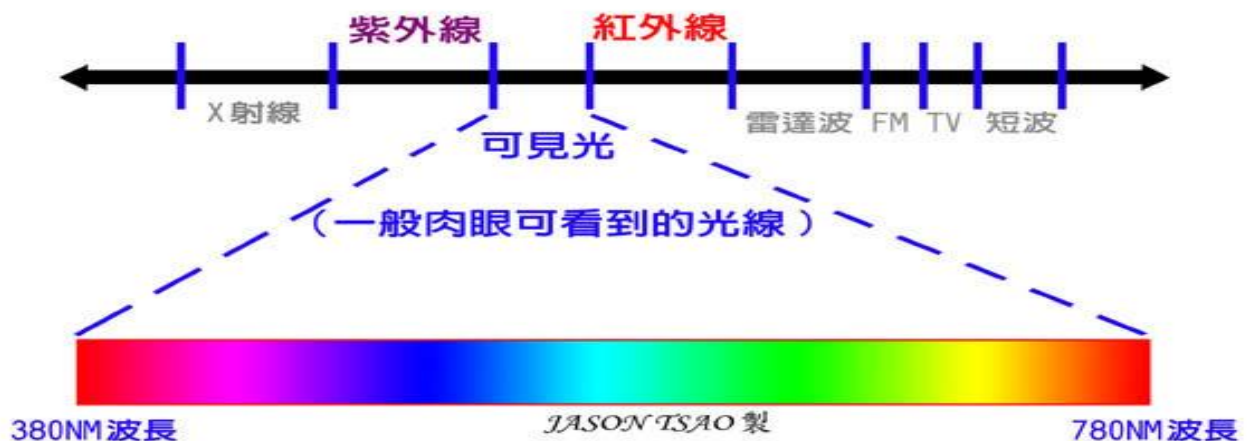 紫外線 紅外線
X射線 雷達波 FM TV 短波
可見光
（一般肉眼可看到的光線）
380NM波長 JASON TSAO 製 780NM波長